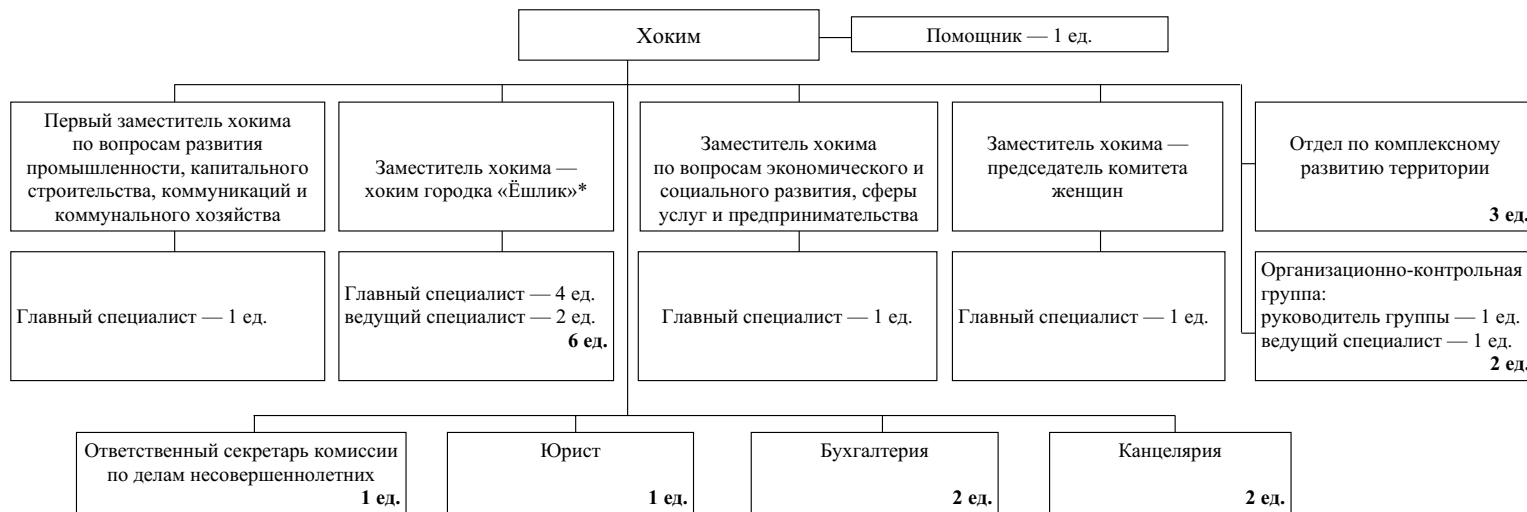 Хоким
Помощник — 1 ед.
Первый заместитель хокима
по вопросам развития
промышленности, капитального
строительства, коммуникаций и
коммунального хозяйства
Заместитель хокима —
хоким городка «Ёшлик»*
Заместитель хокима
по вопросам экономического и
социального развития, сферы
услуг и предпринимательства
Заместитель хокима —
председатель комитета
женщин
Отдел по комплексному
развитию территории
3 ед.
Главный специалист — 1 ед.
Главный специалист — 4 ед.
ведущий специалист — 2 ед.
6 ед.
Главный специалист — 1 ед.
Главный специалист — 1 ед.
Организационно-контрольная
группа:
руководитель группы — 1 ед.
ведущий специалист — 1 ед.
2 ед.
Ответственный секретарь комиссии
по делам несовершеннолетних
1 ед.
Юрист
1 ед.
Бухгалтерия
2 ед.
Канцелярия
2 ед.